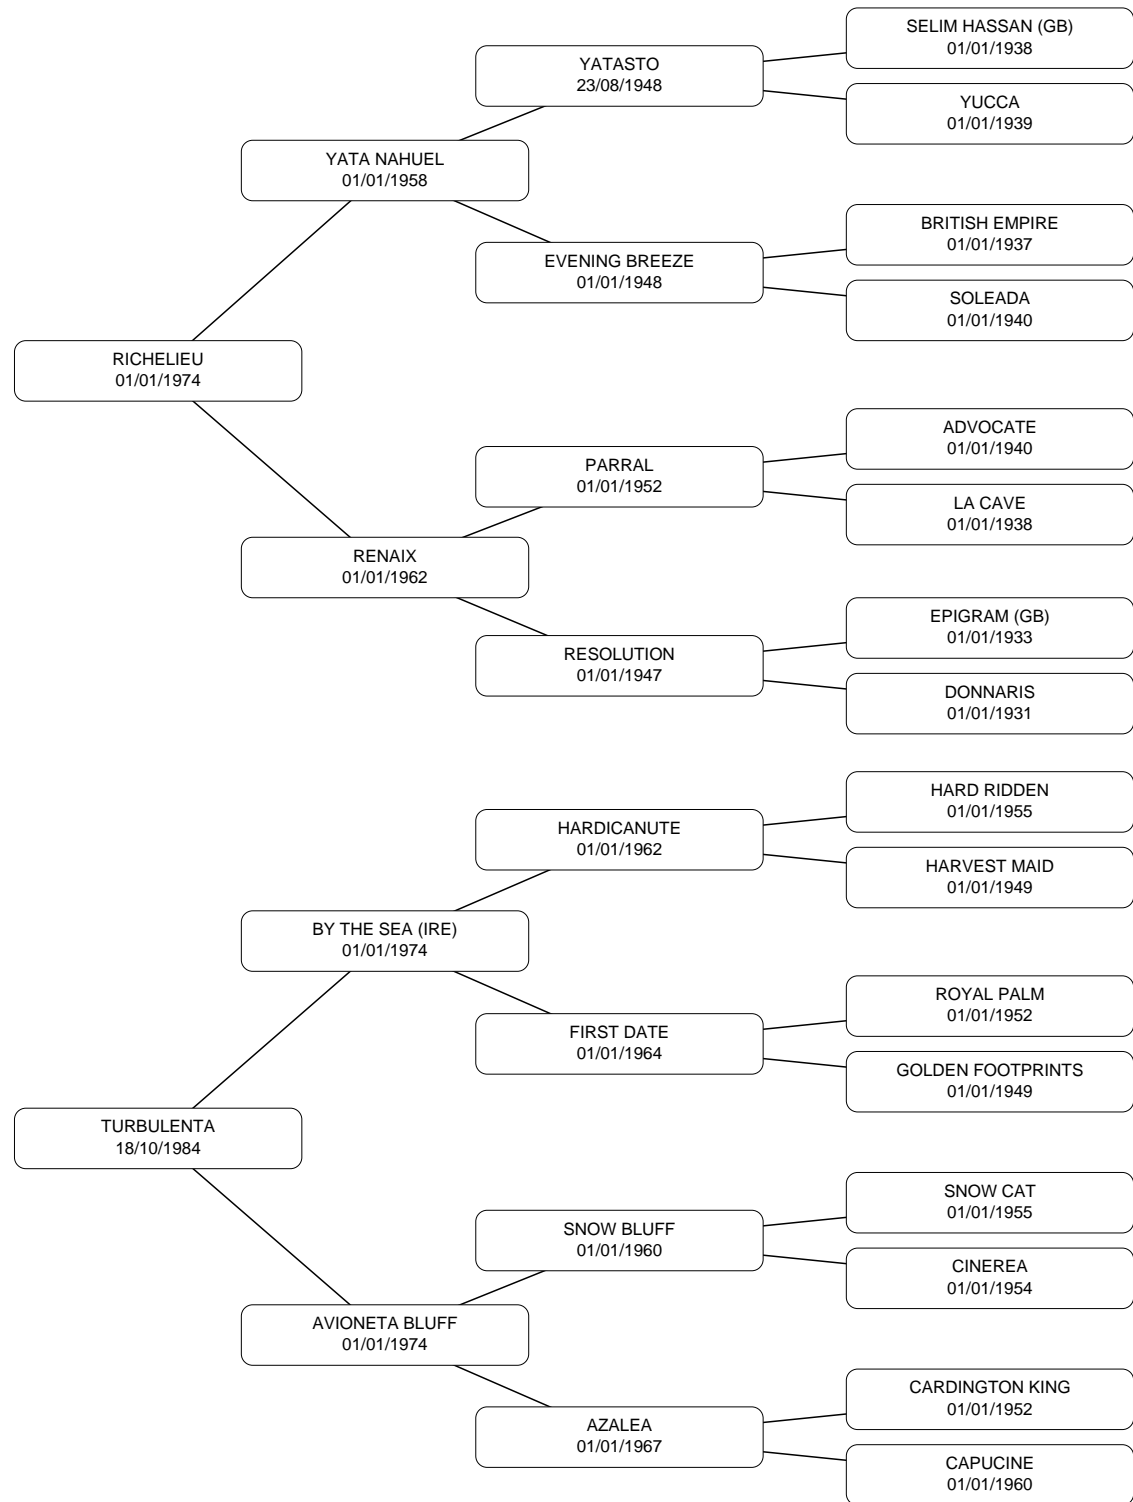 SELIM HASSAN (GB)
01/01/1938
YATASTO
23/08/1948
YUCCA
01/01/1939
YATA NAHUEL
01/01/1958
BRITISH EMPIRE
01/01/1937
EVENING BREEZE
01/01/1948
SOLEADA
01/01/1940
RICHELIEU
01/01/1974
ADVOCATE
01/01/1940
PARRAL
01/01/1952
LA CAVE
01/01/1938
RENAIX
01/01/1962
EPIGRAM (GB)
01/01/1933
RESOLUTION
01/01/1947
DONNARIS
01/01/1931
HARD RIDDEN
01/01/1955
HARDICANUTE
01/01/1962
HARVEST MAID
01/01/1949
BY THE SEA (IRE)
01/01/1974
ROYAL PALM
01/01/1952
FIRST DATE
01/01/1964
GOLDEN FOOTPRINTS
01/01/1949
TURBULENTA
18/10/1984
SNOW CAT
01/01/1955
SNOW BLUFF
01/01/1960
CINEREA
01/01/1954
AVIONETA BLUFF
01/01/1974
CARDINGTON KING
01/01/1952
AZALEA
01/01/1967
CAPUCINE
01/01/1960